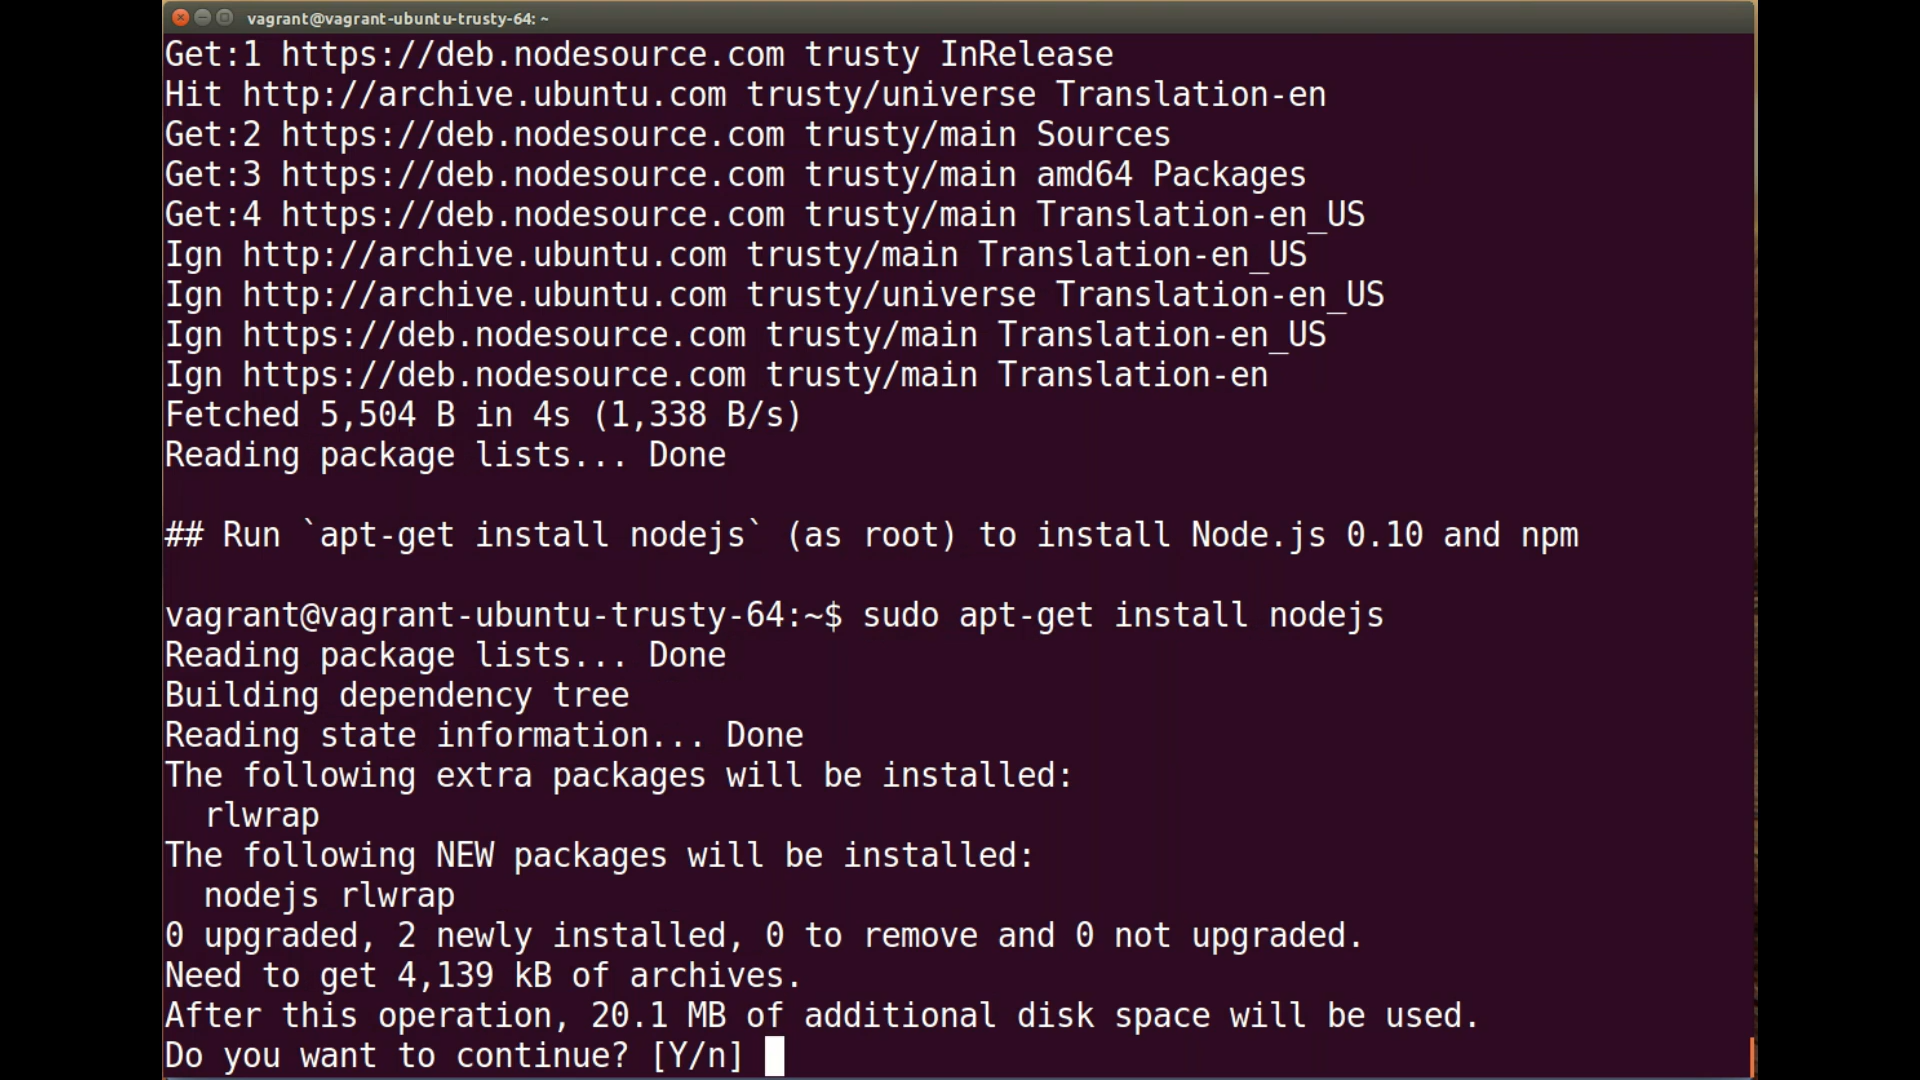 vagrant@vagrant-ubuntu-trusty-64: ~
Get:1 https://deb.nodesource.com trusty InRelease
Hit http://archive.ubuntu.com trusty/universe Translation-en
Get:2 https://deb.nodesource.com trusty/main Sources
Get:3 https://deb.nodesource.com trusty/main amd64 Packages
Get:4 https://deb.nodesource.com trusty/main Translation-en_US
Ign http://archive.ubuntu.com trusty/main Translation-en_US
Ign http://archive.ubuntu.com trusty/universe Translation-en_US
Ign https://deb.nodesource.com trusty/main Translation-en_US
Ign https://deb.nodesource.com trusty/main Translation-en
Fetched 5,504 B in 4s (1,338 B/s)
Reading package lists... Done
## Run `apt-get install nodejs` (as root) to install Node.js 0.10 and npm
vagrant@vagrant-ubuntu-trusty-64:~$ sudo apt-get install nodejs
Reading package lists... Done
Building dependency tree
Reading state information... Done
The following extra packages will be installed:
  rlwrap
The following NEW packages will be installed:
  nodejs rlwrap
0 upgraded, 2 newly installed, 0 to remove and 0 not upgraded.
Need to get 4,139 kB of archives.
After this operation, 20.1 MB of additional disk space will be used.
Do you want to continue? [Y/n]